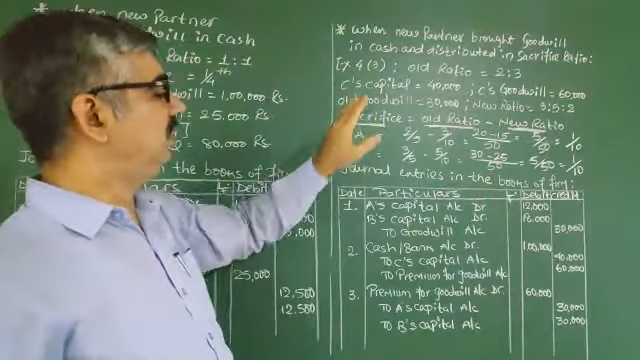 * when new Partner
will in cash
Ratio = 1 : 1
= 1/4 th
will = 1,00,000 Rs.
= 25.000 Rs
= 80,000 Rs
in the books of firm:
Debit
25,000
12,500
12,500
* when new Partner brought Goodwill
in cash and distributed in Sacrifice Ratio:
Ex 4 (3) : old Ratio = 2:3
C's capital = 40,000 ; C's Goodwill = 60,000
Goodwill = 30,000 ; New Ratio = 3:5:2
Sacrifice = old Ratio - New Ratio
= 2/5 - 3/10 = 20-15/50 = 5/50 = 1/10
= 3/5 - 5/10 = 30-25/50 = 5/50 = 1/10
Journal entries in the books of firm:
Date Particulars LF Debit credit
1. A's capital A/c Dr 12,000
B's capital A/c Dr. 18,000
To Goodwill A/c 30,000
2. Cash/Bann A/c Dr. 1,00,000
To C's capital A/c 40,000
To Premium for goodwill A/c 60,000
3. Premium for goodwill A/c Dr. 60,000
To A's capital A/c 30,000
To B's capital A/c 30,000